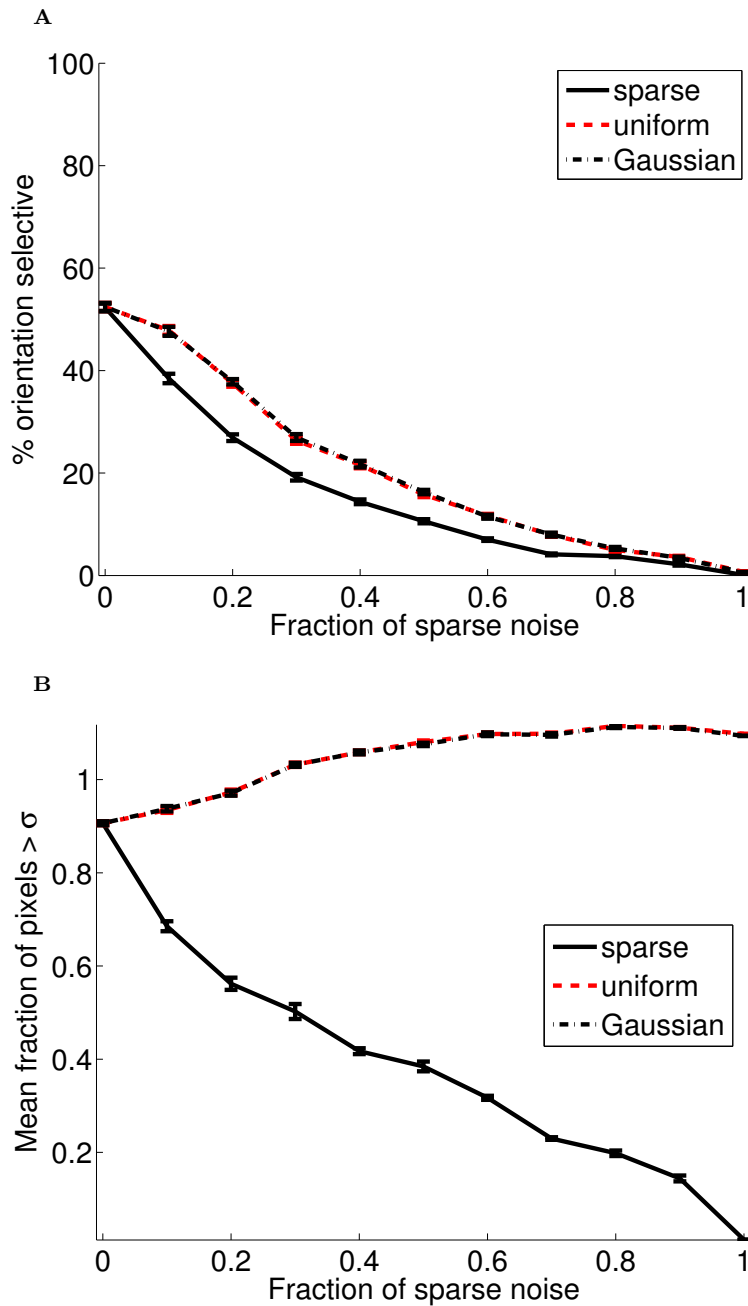 A
100
80
60
40
20
0
% orientation selective
sparse
uniform
Gaussian
0 0.2 0.4 0.6 0.8 1
Fraction of sparse noise
B
1
0.8
0.6
0.4
0.2
Mean fraction of pixels > σ
sparse
uniform
Gaussian
0 0.2 0.4 0.6 0.8 1
Fraction of sparse noise